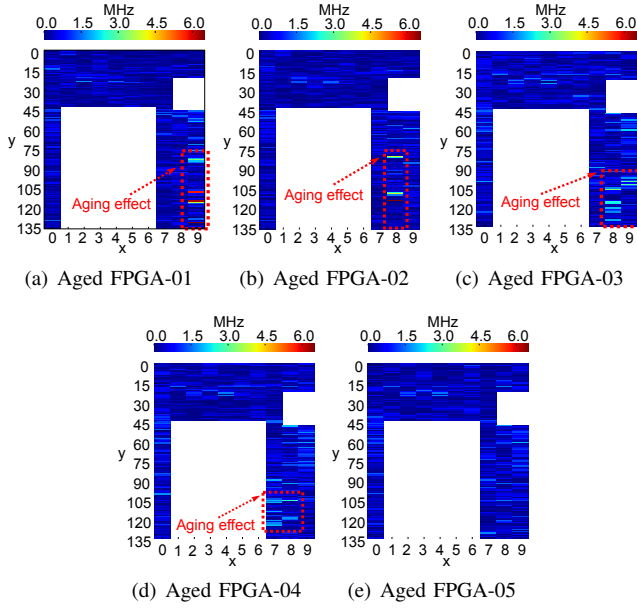 MHz MHz MHz
0.0 1.5 3.0 4.5 6.0 0.0 1.5 3.0 4.5 6.0 0.0 1.5 3.0 4.5 6.0
0 0 0
15 15 15
30 30 30
45 45 45
60 60 60
y 75 y 75 y 75
90 90 90
105 105 105
Aging effect Aging effect Aging effect
120 120 120
135 135 135
0 1 2 3 4 5 6 7 8 9 0 1 2 3 4 5 6 7 8 9 0 1 2 3 4 5 6 7 8 9
x x x
(a) Aged FPGA-01 (b) Aged FPGA-02 (c) Aged FPGA-03
MHz MHz
0.0 1.5 3.0 4.5 6.0 0.0 1.5 3.0 4.5 6.0
0 0
15 15
30 30
45 45
60 60
y 75 y 75
90 90
105 105
Aging effect
120 120
135 135
0 1 2 3 4 5 6 7 8 9 0 1 2 3 4 5 6 7 8 9
x x
(d) Aged FPGA-04 (e) Aged FPGA-05